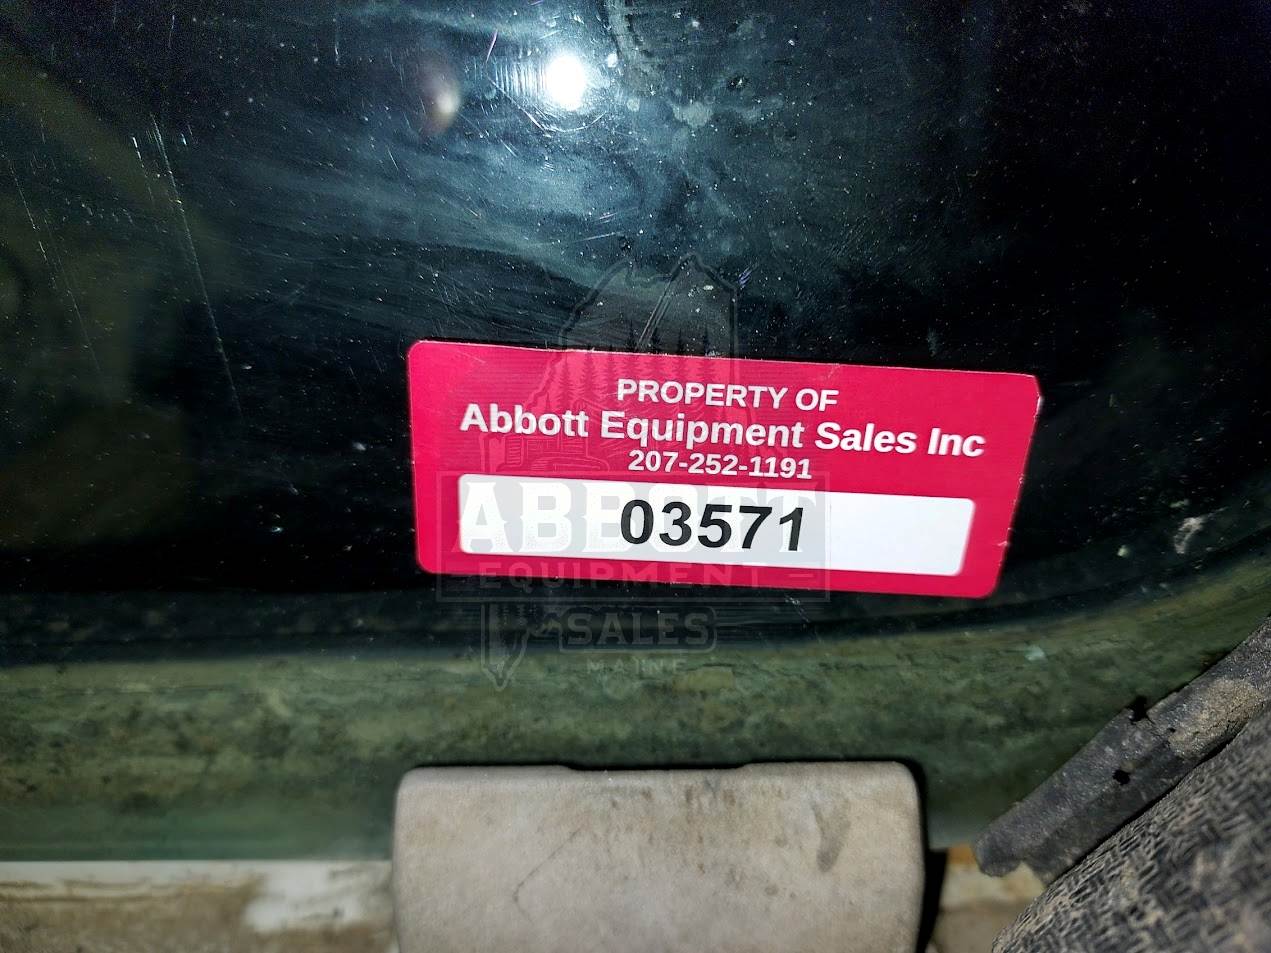 PROPERTY OF
Abbott Equipment Sales Inc
207-252-1191
03571
ABBOTT
EQUIPMENT
SALES
MAINE